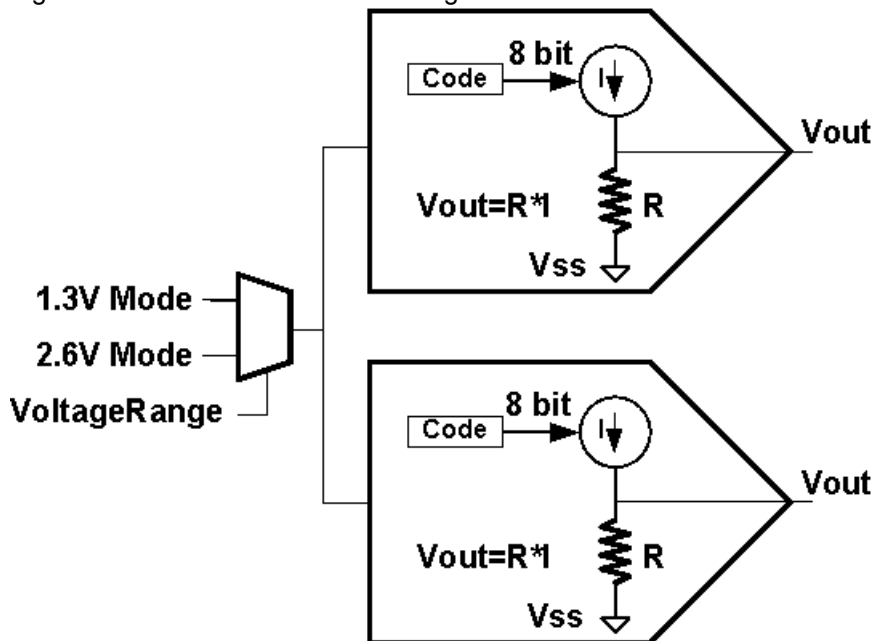 8 bit
Code
I
Vout
Vout=R*I
R
Vss
1.3V Mode
2.6V Mode
VoltageRange
8 bit
Code
I
Vout
Vout=R*I
R
Vss